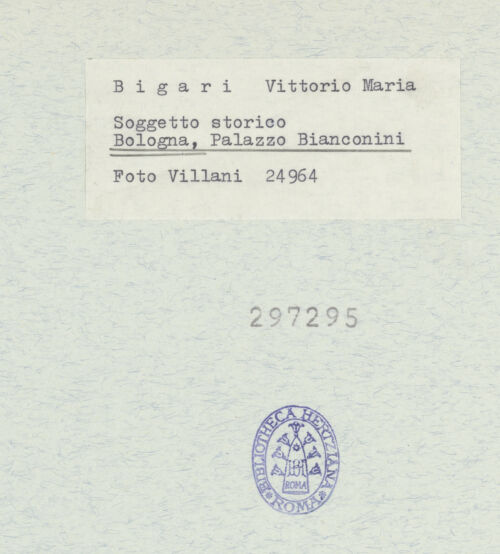 B i g a r i Vittorio Maria
Soggetto storico
Bologna, Palazzo Bianconini
Foto Villani 24964
297295
BIBLIOTHECA HERTZIANA
ROMA
ROMA